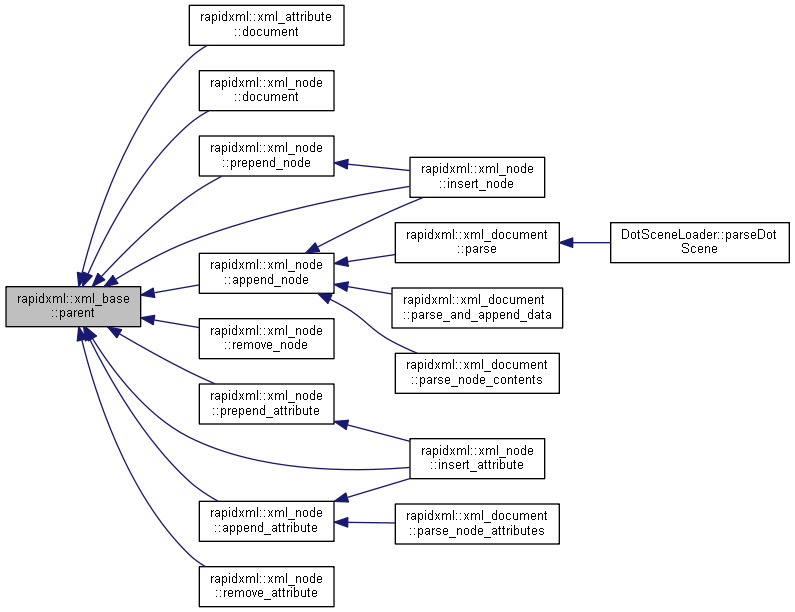 rapidxml::xml_attribute
::document
rapidxml::xml_node
::document
rapidxml::xml_node
::prepend_node
rapidxml::xml_node
::insert_node
rapidxml::xml_document
::parse
DotSceneLoader::parseDot
Scene
rapidxml::xml_node
::append_node
rapidxml::xml_base
::parent
rapidxml::xml_document
::parse_and_append_data
rapidxml::xml_node
::remove_node
rapidxml::xml_document
::parse_node_contents
rapidxml::xml_node
::prepend_attribute
rapidxml::xml_node
::insert_attribute
rapidxml::xml_node
::append_attribute
rapidxml::xml_document
::parse_node_attributes
rapidxml::xml_node
::remove_attribute